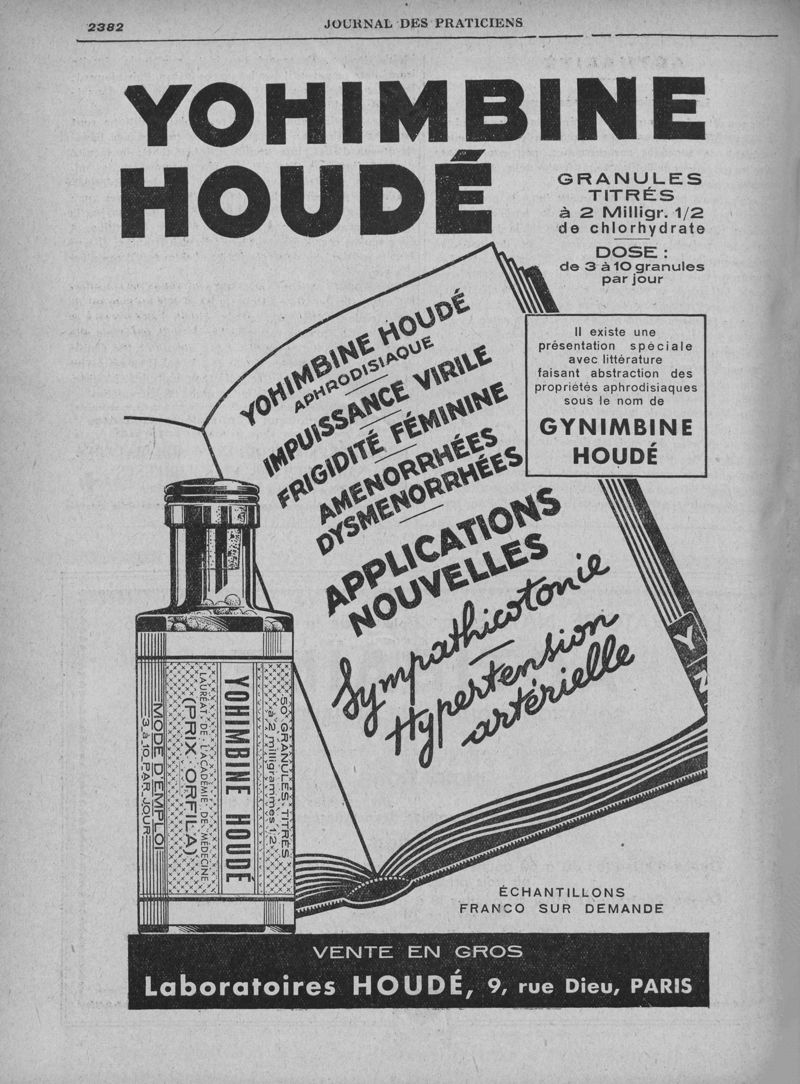 2382
JOURNAL DES PRATICIENS
YOHIMBINE
HOUDÉ
GRANULES
TITRÉS
à 2 Milligr. 1/2
de chlorhydrate
DOSE :
de 3 à 10 granules
par jour
Il existe une
présentation spéciale
avec littérature
faisant abstraction des
propriétés aphrodisiaques
sous le nom de
GYNIMBINE
HOUDÉ
YOHIMBINE HOUDÉ
APHRODISIAQUE
IMPUISSANCE VIRILE
FRIGIDITÉ FÉMININE
AMENORRHÉES
DYSMENORRHÉES
APPLICATIONS
NOUVELLES
Sympathicotonie
Hypertension
artérielle
Y
Z
50 GRANULES TITRÉS
à 2 milligrammes 1/2
YOHIMBINE HOUDÉ
LAURÉAT DE L'ACADÉMIE DE MÉDECINE
(PRIX ORFILA)
MODE D'EMPLOI
3 à 10 PAR JOUR
ÉCHANTILLONS
FRANCO SUR DEMANDE
VENTE EN GROS
Laboratoires HOUDÉ, 9, rue Dieu, PARIS